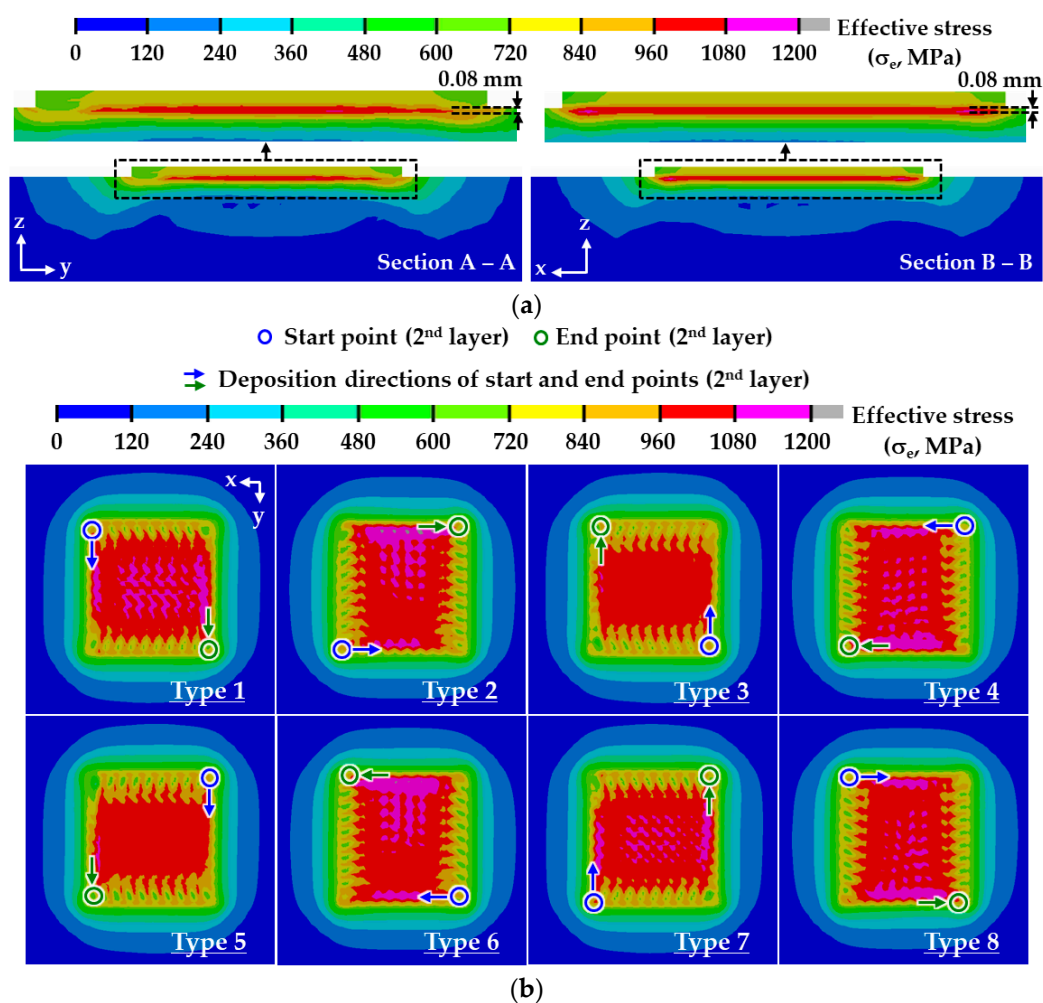 Effective stress
0 120 240 360 480 600 720 840 960 1080 1200 (σe, MPa)
0.08 mm 0.08 mm
z y Section A – A
z x Section B – B
(a)
Start point (2nd layer) End point (2nd layer)
Deposition directions of start and end points (2nd layer)
Effective stress
0 120 240 360 480 600 720 840 960 1080 1200 (σe, MPa)
x y
Type 1 Type 2 Type 3 Type 4
Type 5 Type 6 Type 7 Type 8
(b)